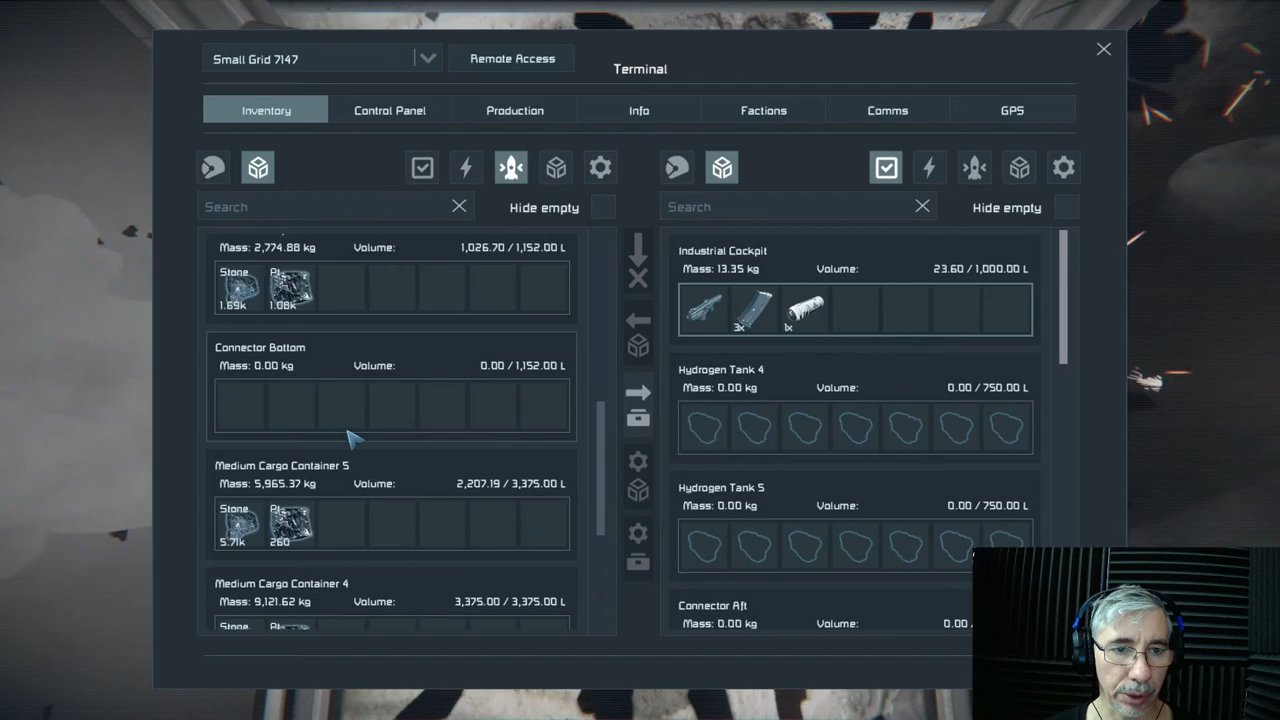 Small Grid 7147
Remote Access
Terminal
Inventory
Control Panel
Production
Info
Factions
Comms
GPS
Search
Hide empty
Search
Hide empty
Mass: 2,774.88 kg Volume: 1,026.70 / 1,152.00 L
Stone Pt
1.69k 1.08k
Connector Bottom
Mass: 0.00 kg Volume: 0.00 / 1,152.00 L
Medium Cargo Container 5
Mass: 5,965.37 kg Volume: 2,207.19 / 3,375.00 L
Stone Pt
5.71k 260
Medium Cargo Container 4
Mass: 9,121.62 kg Volume: 3,375.00 / 3,375.00 L
Stone
Industrial Cockpit
Mass: 13.35 kg Volume: 23.60 / 1,000.00 L
3x 1x
Hydrogen Tank 4
Mass: 0.00 kg Volume: 0.00 / 750.00 L
Hydrogen Tank 5
Mass: 0.00 kg Volume: 0.00 / 750.00 L
Connector Aft
Mass: 0.00 kg Volume: 0.00 /